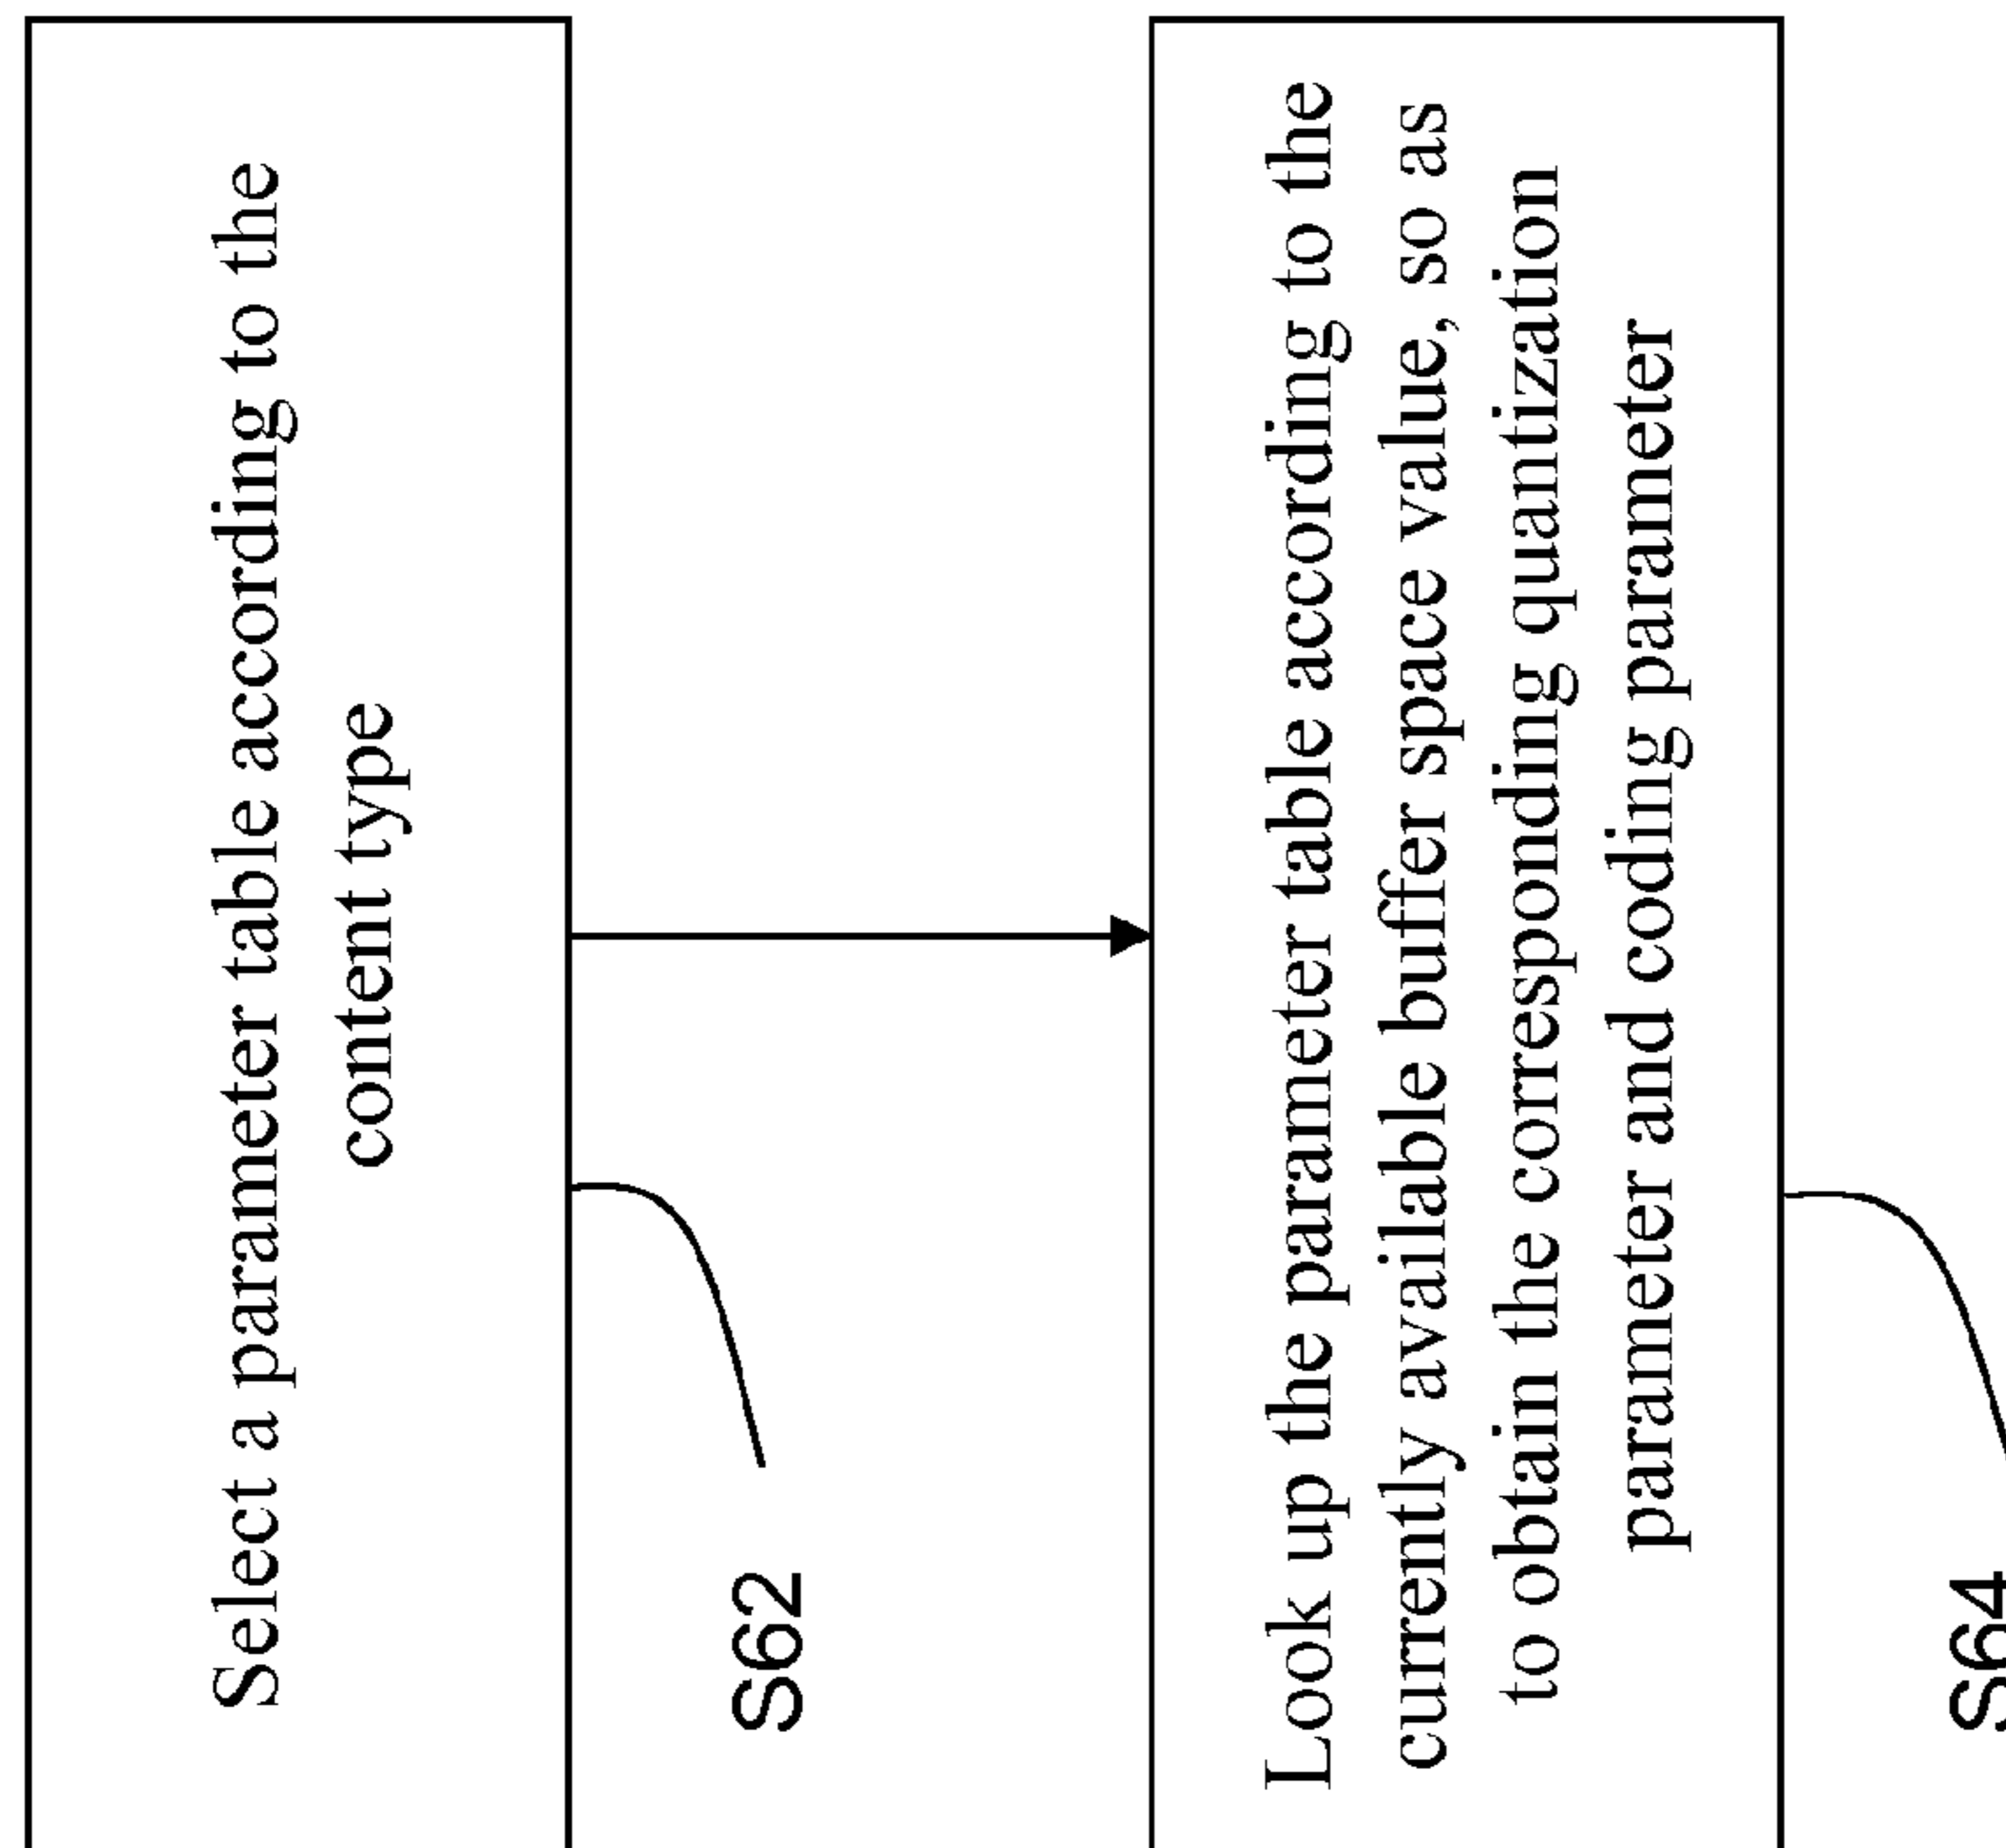 Select a parameter table according to the
content type
S62
Look up the parameter table according to the
currently available buffer space value, so as
to obtain the corresponding quantization
parameter and coding parameter
S64